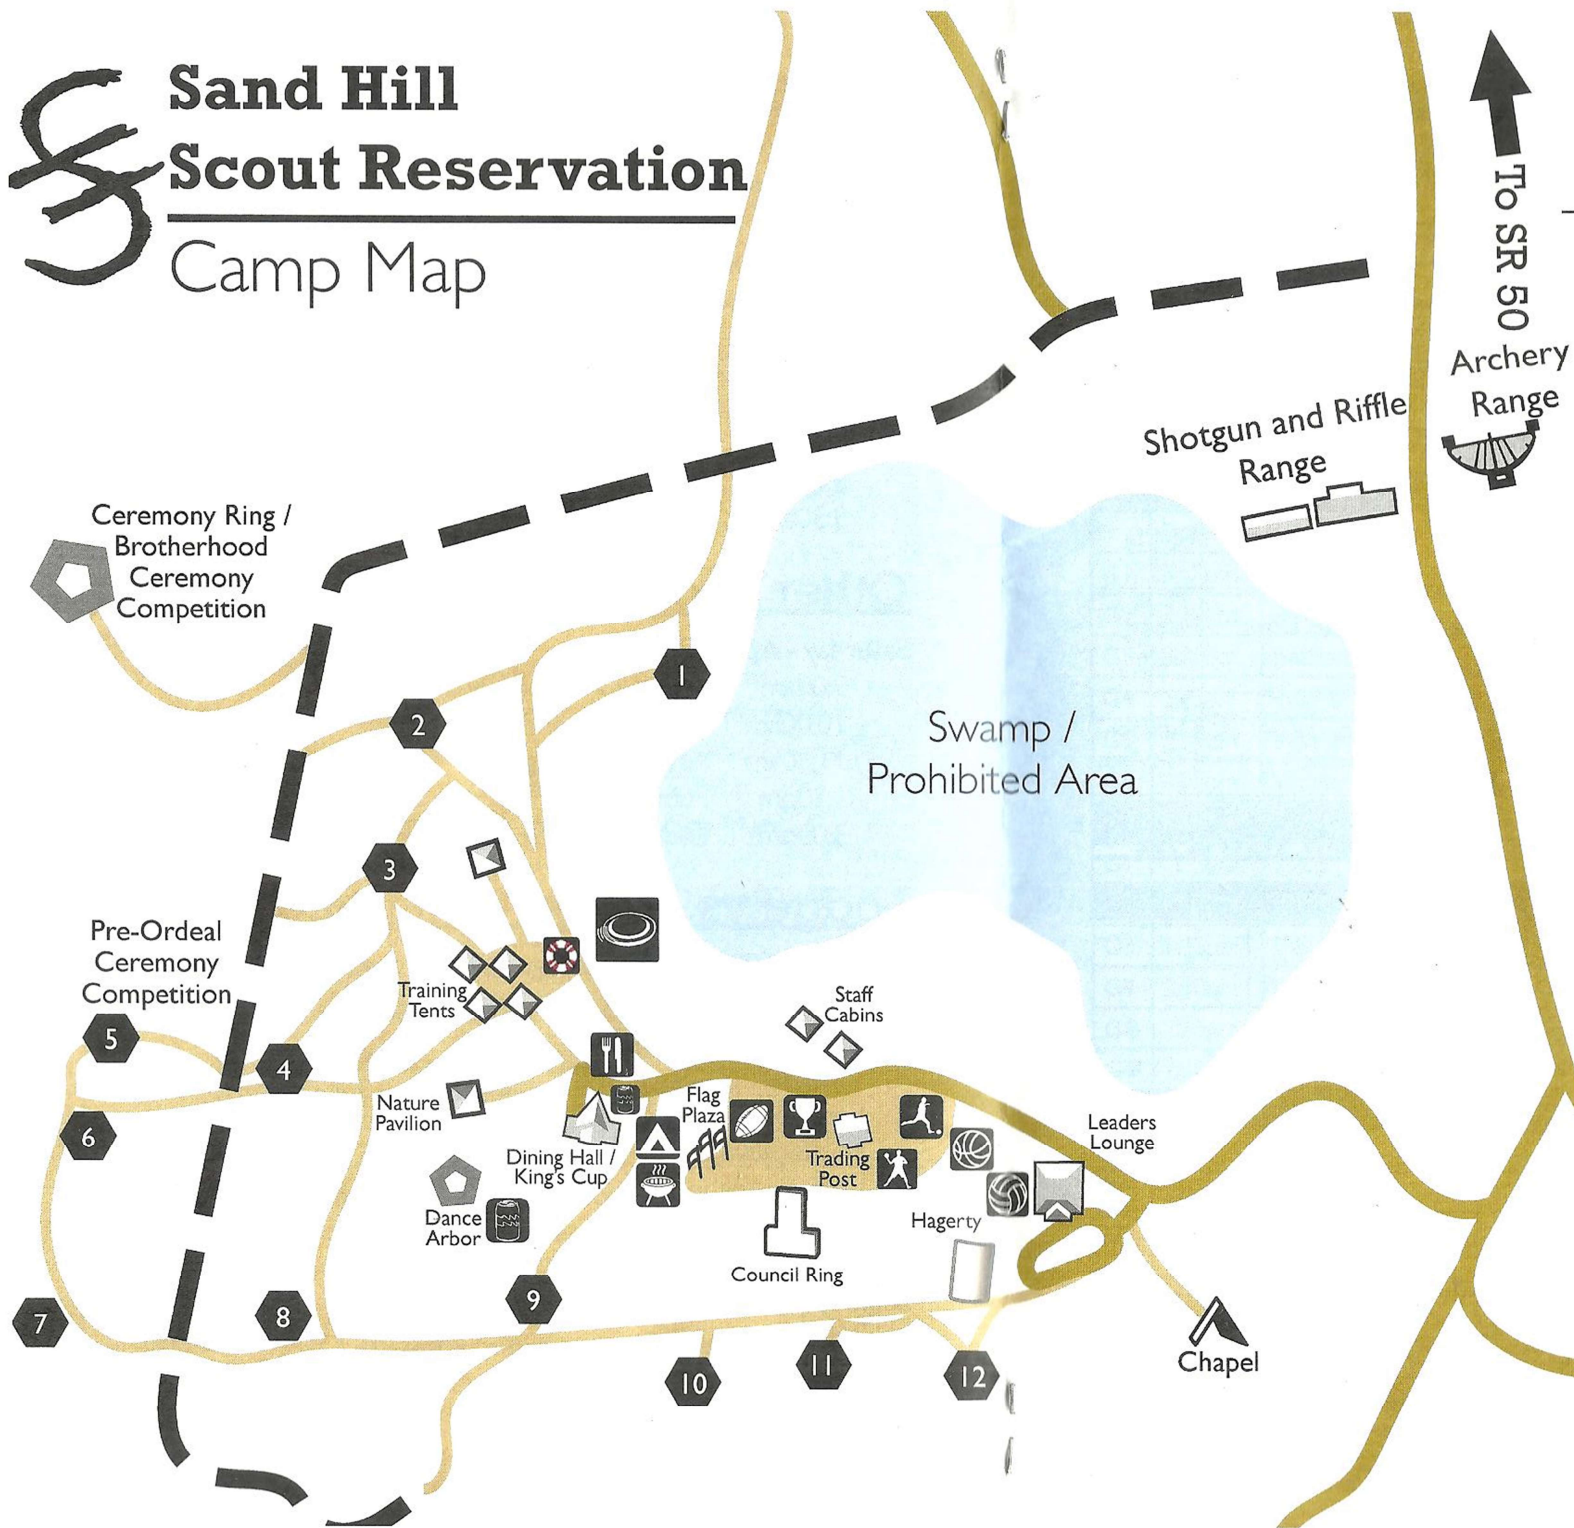 Sand Hill
Scout Reservation
Camp Map
To SR 50
Archery
Range
Shotgun and Riffle
Range
Ceremony Ring /
Brotherhood
Ceremony
Competition
1
2
Swamp /
Prohibited Area
3
Pre-Ordeal
Ceremony
Competition
Training
Tents
Staff
Cabins
5
4
6
Nature
Pavilion
Flag
Plaza
Leaders
Lounge
Dining Hall /
King's Cup
Trading
Post
Dance
Arbor
Hagerty
Council Ring
7
8
9
10
11
12
Chapel